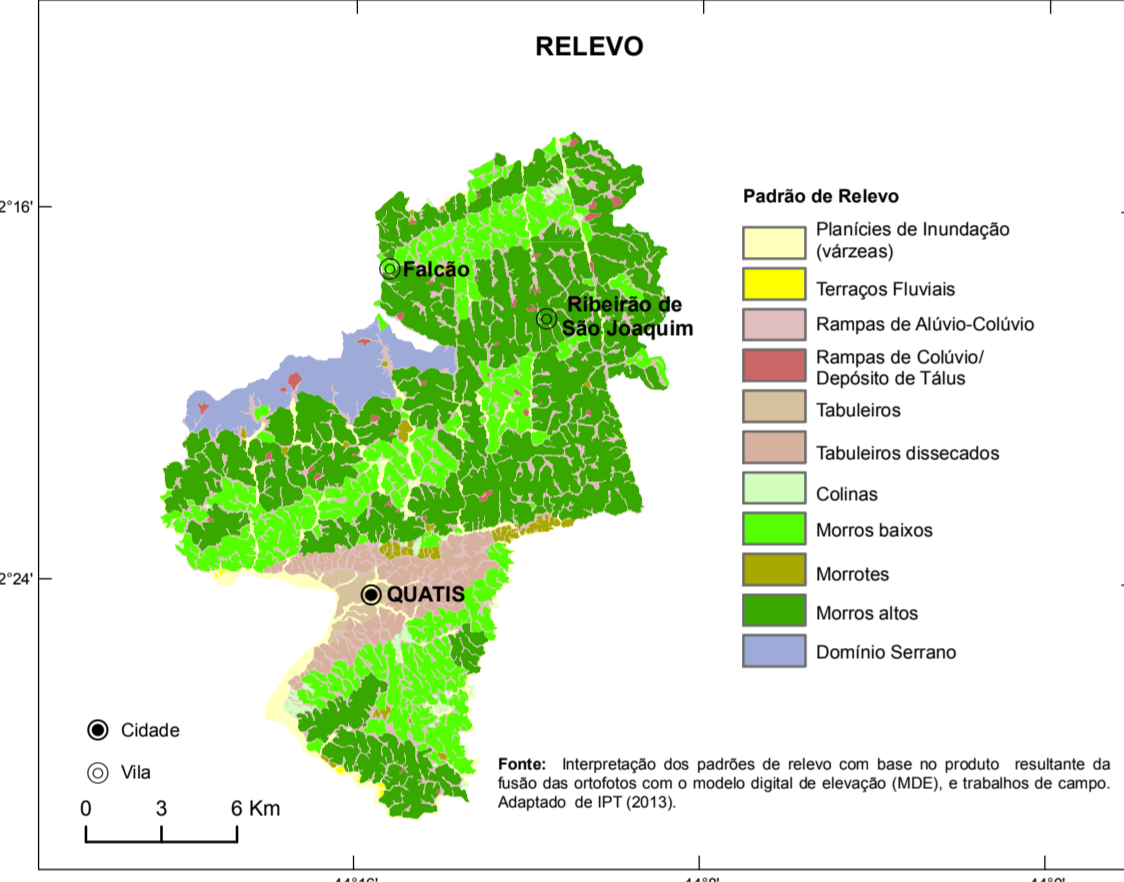 RELEVO
2°16'
Falcão
Ribeirão de
São Joaquim
2°24'
QUATIS
Padrão de Relevo
Planícies de Inundação
(várzeas)
Terraços Fluviais
Rampas de Alúvio-Colúvio
Rampas de Colúvio/
Depósito de Tálus
Tabuleiros
Tabuleiros dissecados
Colinas
Morros baixos
Morrotes
Morros altos
Domínio Serrano
Cidade
Vila
0 3 6 Km
Fonte: Interpretação dos padrões de relevo com base no produto resultante da
fusão das ortofotos com o modelo digital de elevação (MDE), e trabalhos de campo.
Adaptado de IPT (2013).